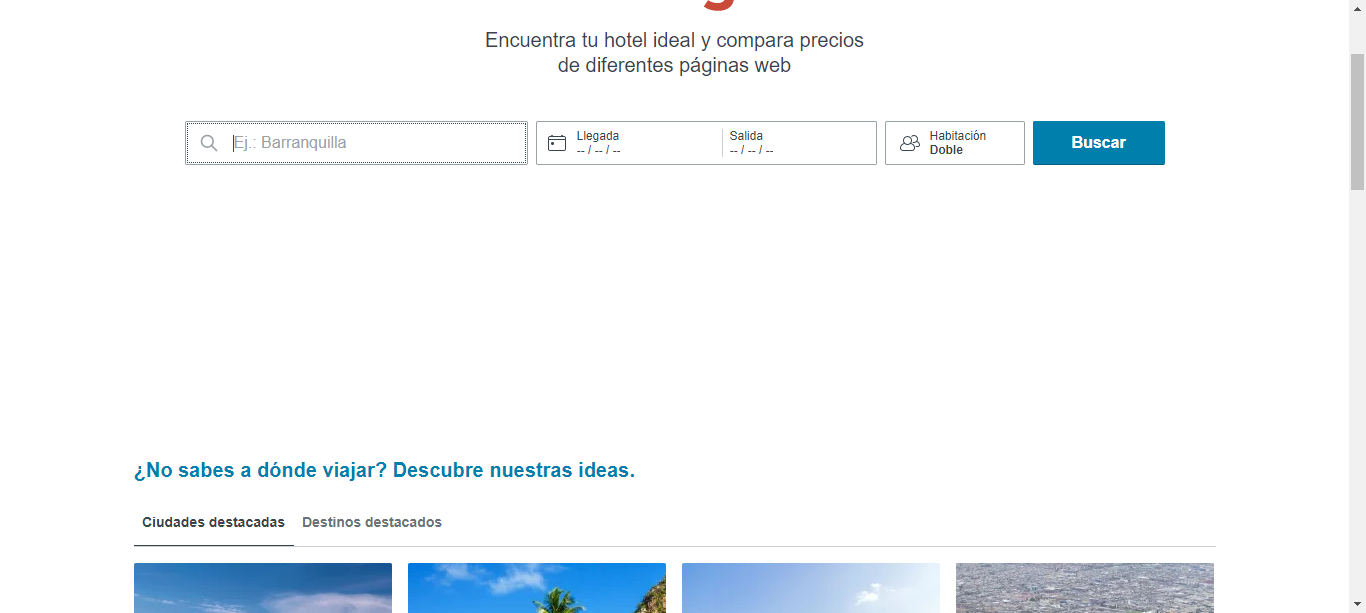 Encuentra tu hotel ideal y compara precios
de diferentes páginas web
Ej.: Barranquilla
Llegada
-- / -- / --
Salida
-- / -- / --
Habitación
Doble
Buscar
¿No sabes a dónde viajar? Descubre nuestras ideas.
Ciudades destacadas
Destinos destacados